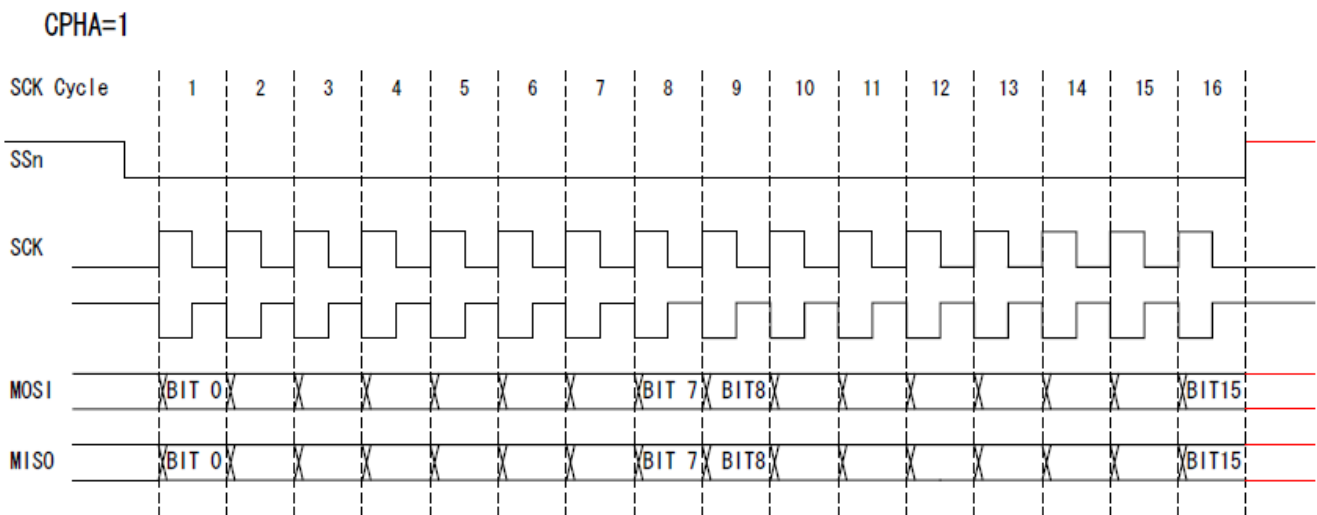 CPHA=1
SCK Cycle 1 2 3 4 5 6 7 8 9 10 11 12 13 14 15 16
SSn
SCK
MOSI BIT 0 BIT 7 BIT8 BIT15
MISO BIT 0 BIT 7 BIT8 BIT15